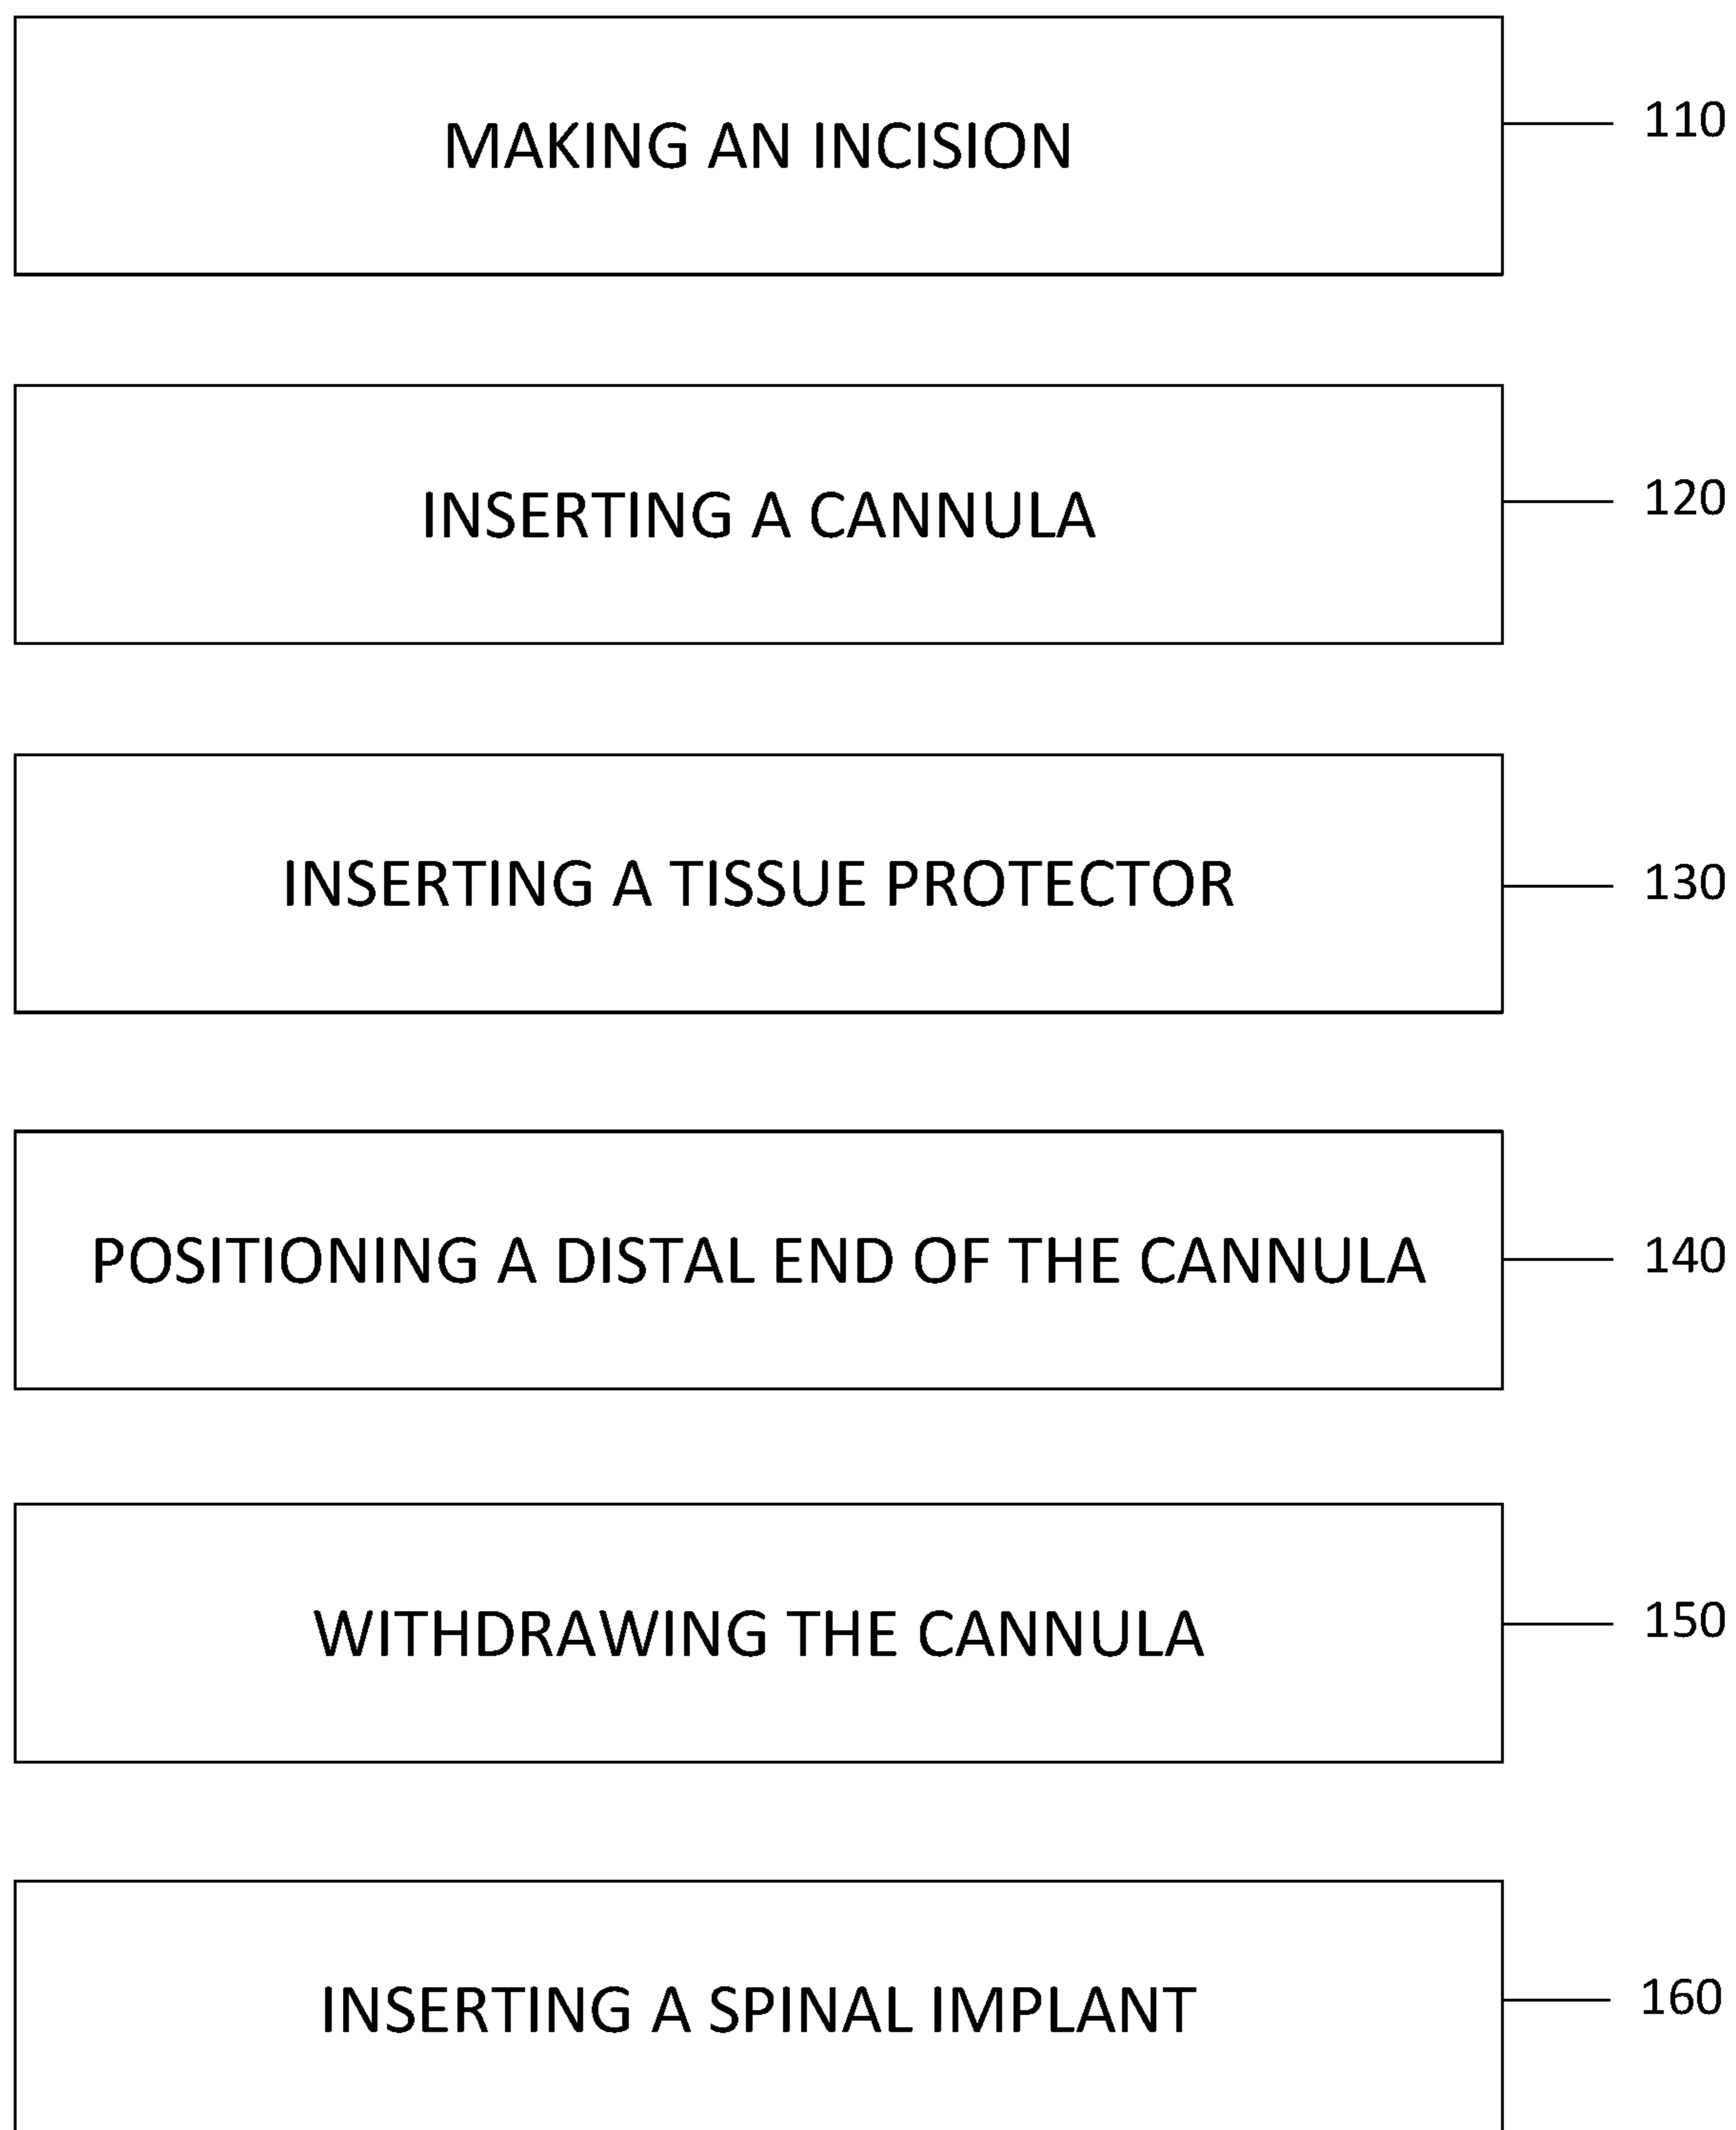 MAKING AN INCISION 110
INSERTING A CANNULA 120
INSERTING A TISSUE PROTECTOR 130
POSITIONING A DISTAL END OF THE CANNULA 140
WITHDRAWING THE CANNULA 150
INSERTING A SPINAL IMPLANT 160